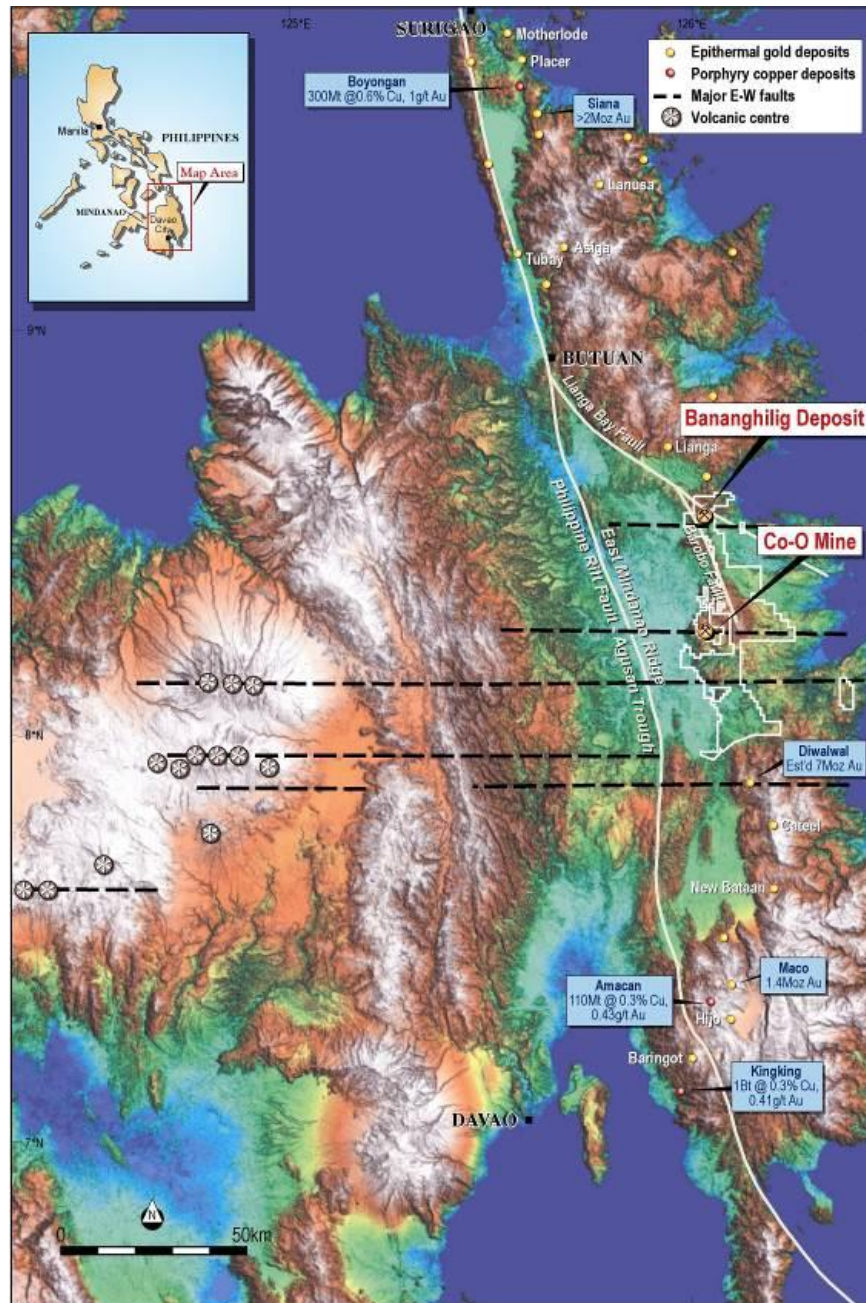 125°E
126°E
SURIGAO
Motherlode
Placer
Boyongan
300Mt @0.6% Cu, 1g/t Au
Siana
>2Moz Au
Lanusa
Tubay
Asiga
Epithermal gold deposits
Porphyry copper deposits
Major E-W faults
Volcanic centre
Manila
PHILIPPINES
Map Area
MINDANAO
Davao
City
9°N
BUTUAN
Lianga Bay Fault
Lianga
Bananghilig Deposit
Co-O Mine
Barobo Fault
Philippine Rift Fault
East Mindanao Ridge
Agusan Trough
8°N
Diwalwal
Est'd 7Moz Au
Cateel
New Bataan
Maco
1.4Moz Au
Amacan
110Mt @ 0.3% Cu,
0.43g/t Au
Hijo
Baringot
Kingking
1Bt @ 0.3% Cu,
0.41g/t Au
DAVAO
7°N
N
0
50km